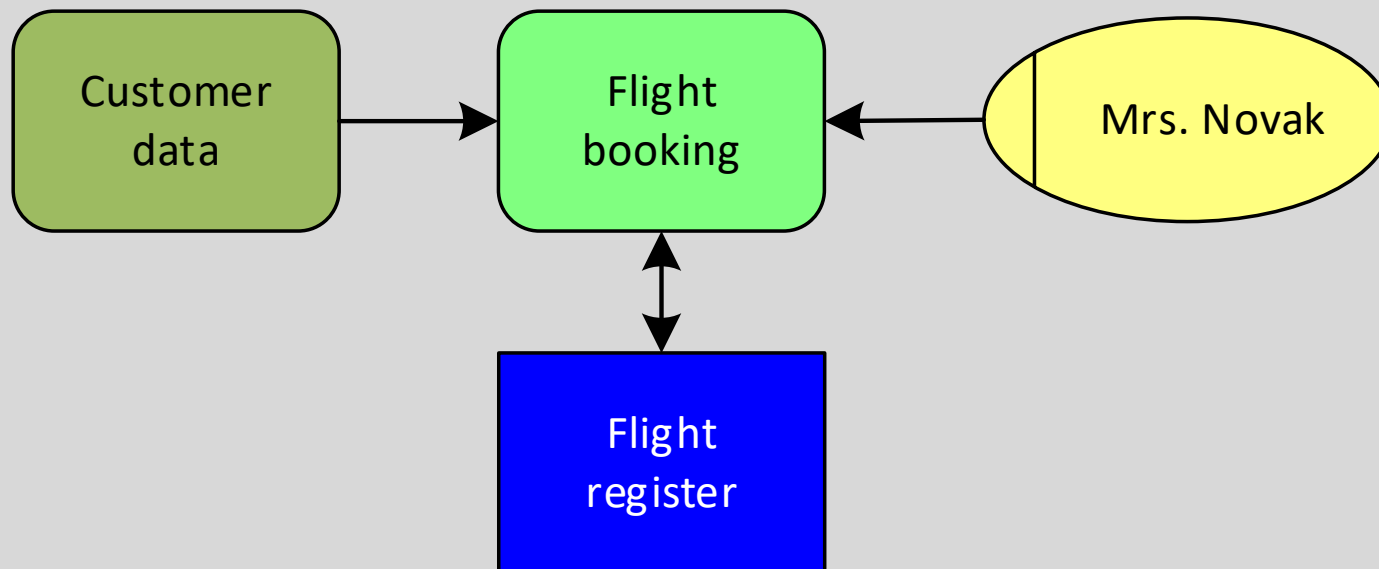 Customer
data
Flight
booking
Mrs. Novak
Flight
register